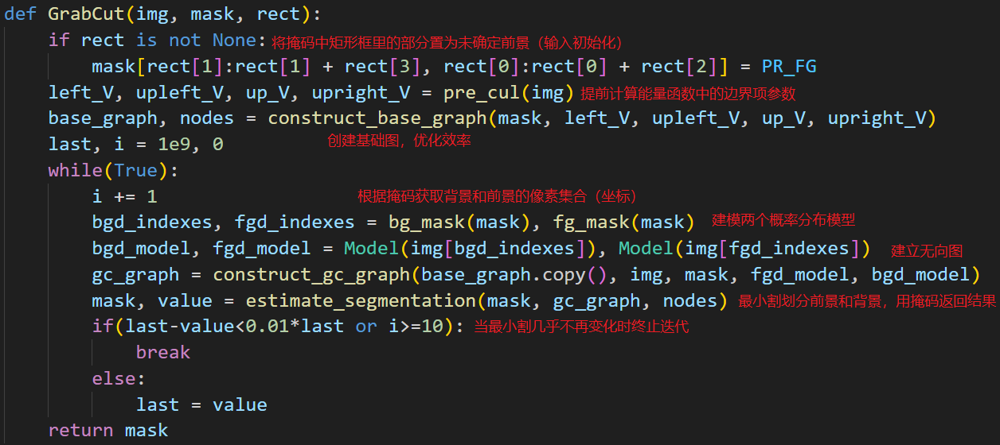 def GrabCut(img, mask, rect):
if rect is not None: 将掩码中矩形框里的部分置为未确定前景（输入初始化）
mask[rect[1]:rect[1] + rect[3], rect[0]:rect[0] + rect[2]] = PR_FG
left_V, upleft_V, up_V, upright_V = pre_cul(img) 提前计算能量函数中的边界项参数
base_graph, nodes = construct_base_graph(mask, left_V, upleft_V, up_V, upright_V)
last, i = 1e9, 0 创建基础图，优化效率
while(True):
i += 1 根据掩码获取背景和前景的像素集合（坐标）
bgd_indexes, fgd_indexes = bg_mask(mask), fg_mask(mask) 建模两个概率分布模型
bgd_model, fgd_model = Model(img[bgd_indexes]), Model(img[fgd_indexes]) 建立无向图
gc_graph = construct_gc_graph(base_graph.copy(), img, mask, fgd_model, bgd_model)
mask, value = estimate_segmentation(mask, gc_graph, nodes) 最小割划分前景和背景，用掩码返回结果
if(last-value<0.01*last or i>=10): 当最小割几乎不再变化时终止迭代
break
else:
last = value
return mask